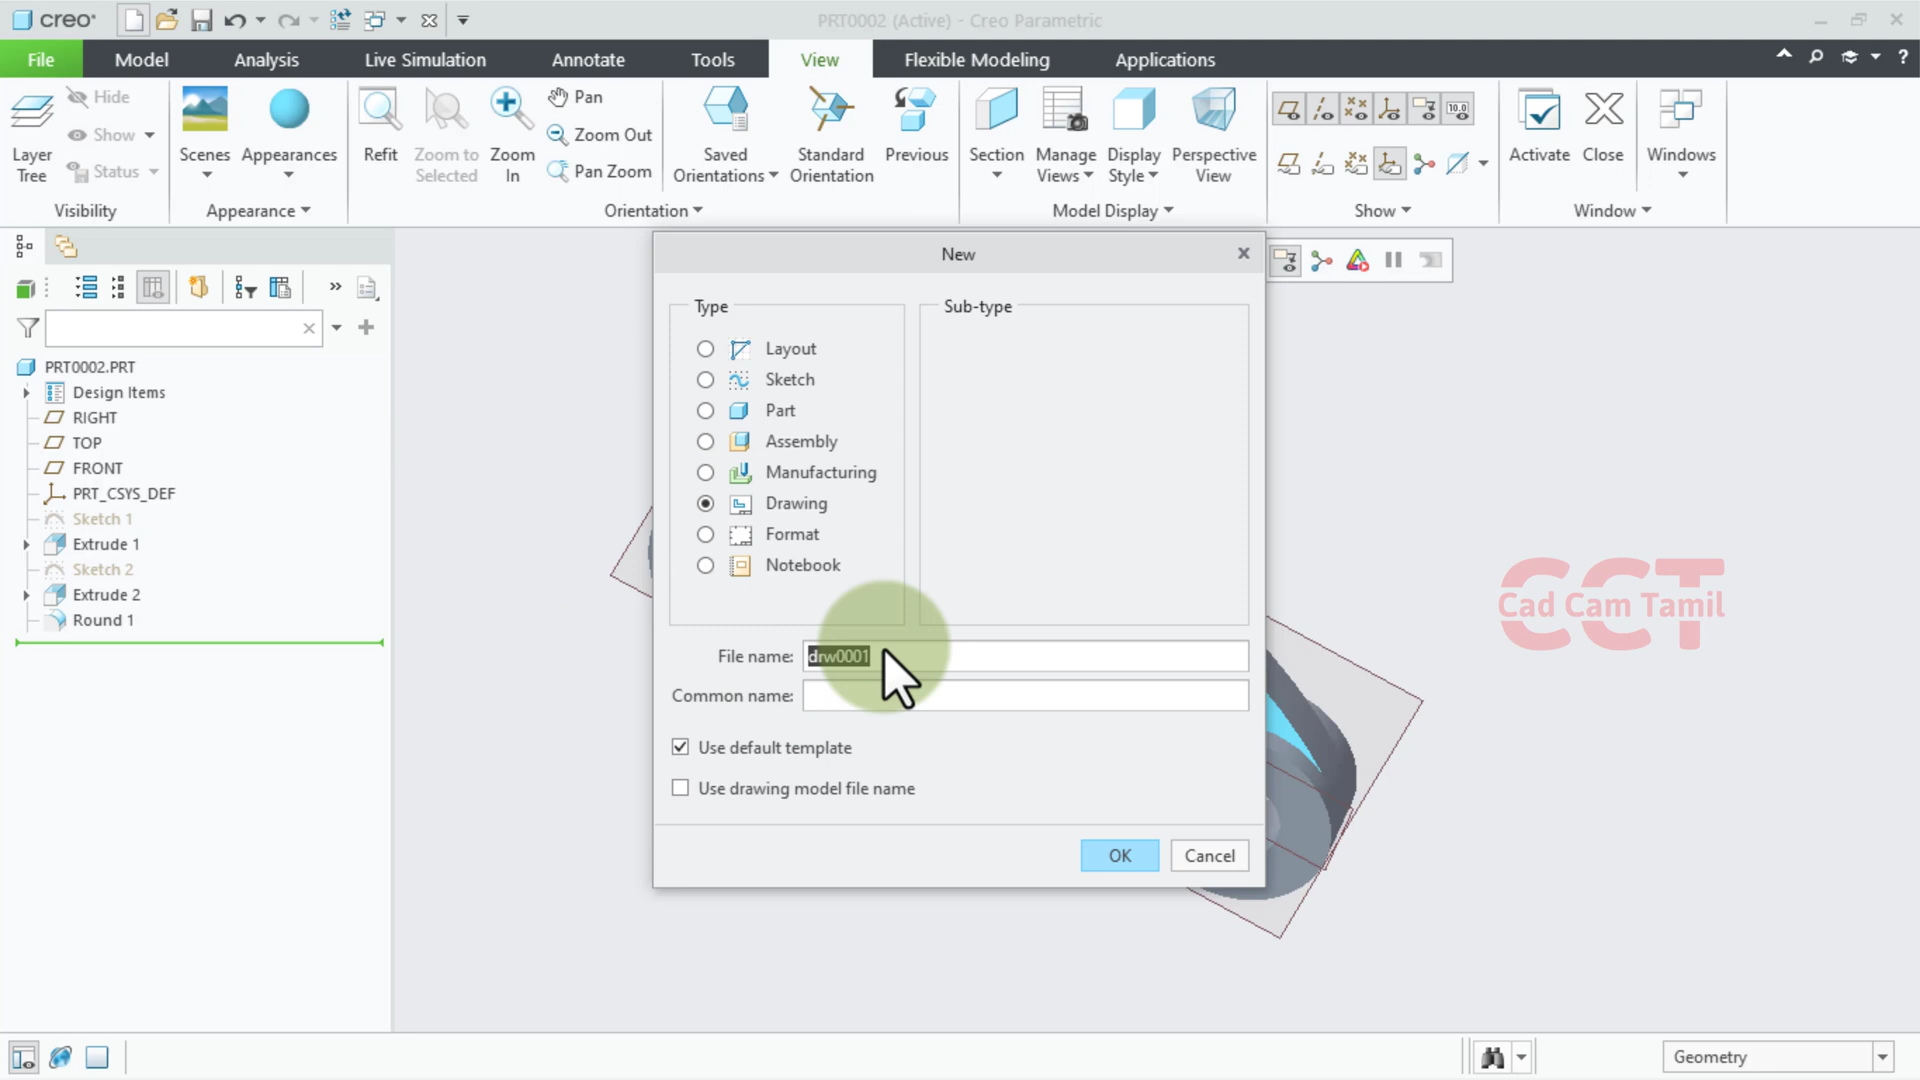 creo
PRT0002 (Active) - Creo Parametric
File
Model
Analysis
Live Simulation
Annotate
Tools
View
Flexible Modeling
Applications
Layer
Tree
Hide
Show
Status
Visibility
Scenes
Appearances
Appearance
Refit
Zoom to
Selected
Zoom
In
Pan
Zoom Out
Pan Zoom
Saved
Orientations
Standard
Orientation
Previous
Orientation
Section
Manage
Views
Display
Style
Perspective
View
Model Display
10.0
Show
Activate
Close
Windows
Window
PRT0002.PRT
Design Items
RIGHT
TOP
FRONT
PRT_CSYS_DEF
Sketch 1
Extrude 1
Sketch 2
Extrude 2
Round 1
New
Type
Layout
Sketch
Part
Assembly
Manufacturing
Drawing
Format
Notebook
Sub-type
File name:
drw0001
Common name:
Use default template
Use drawing model file name
OK
Cancel
CCT
Cad Cam Tamil
Geometry